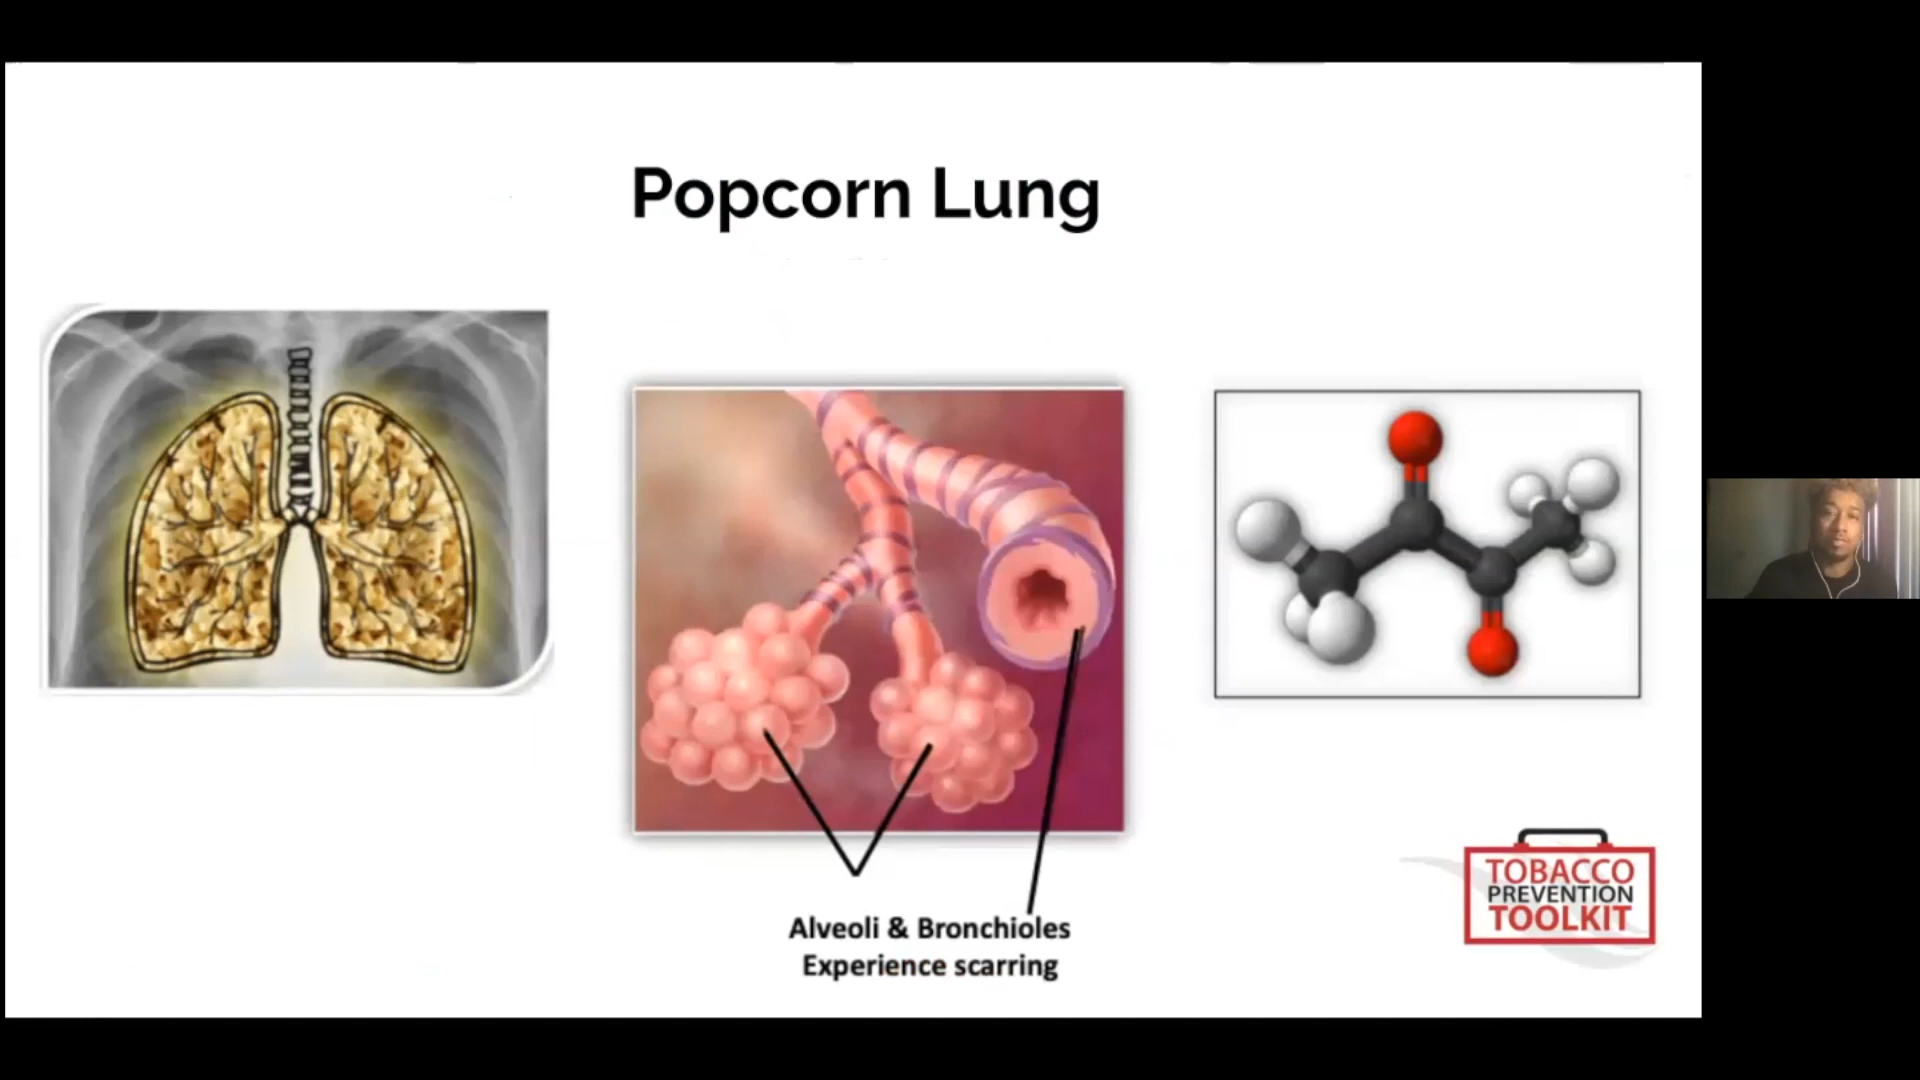 Popcorn Lung
Alveoli & Bronchioles
Experience scarring
TOBACCO
PREVENTION
TOOLKIT